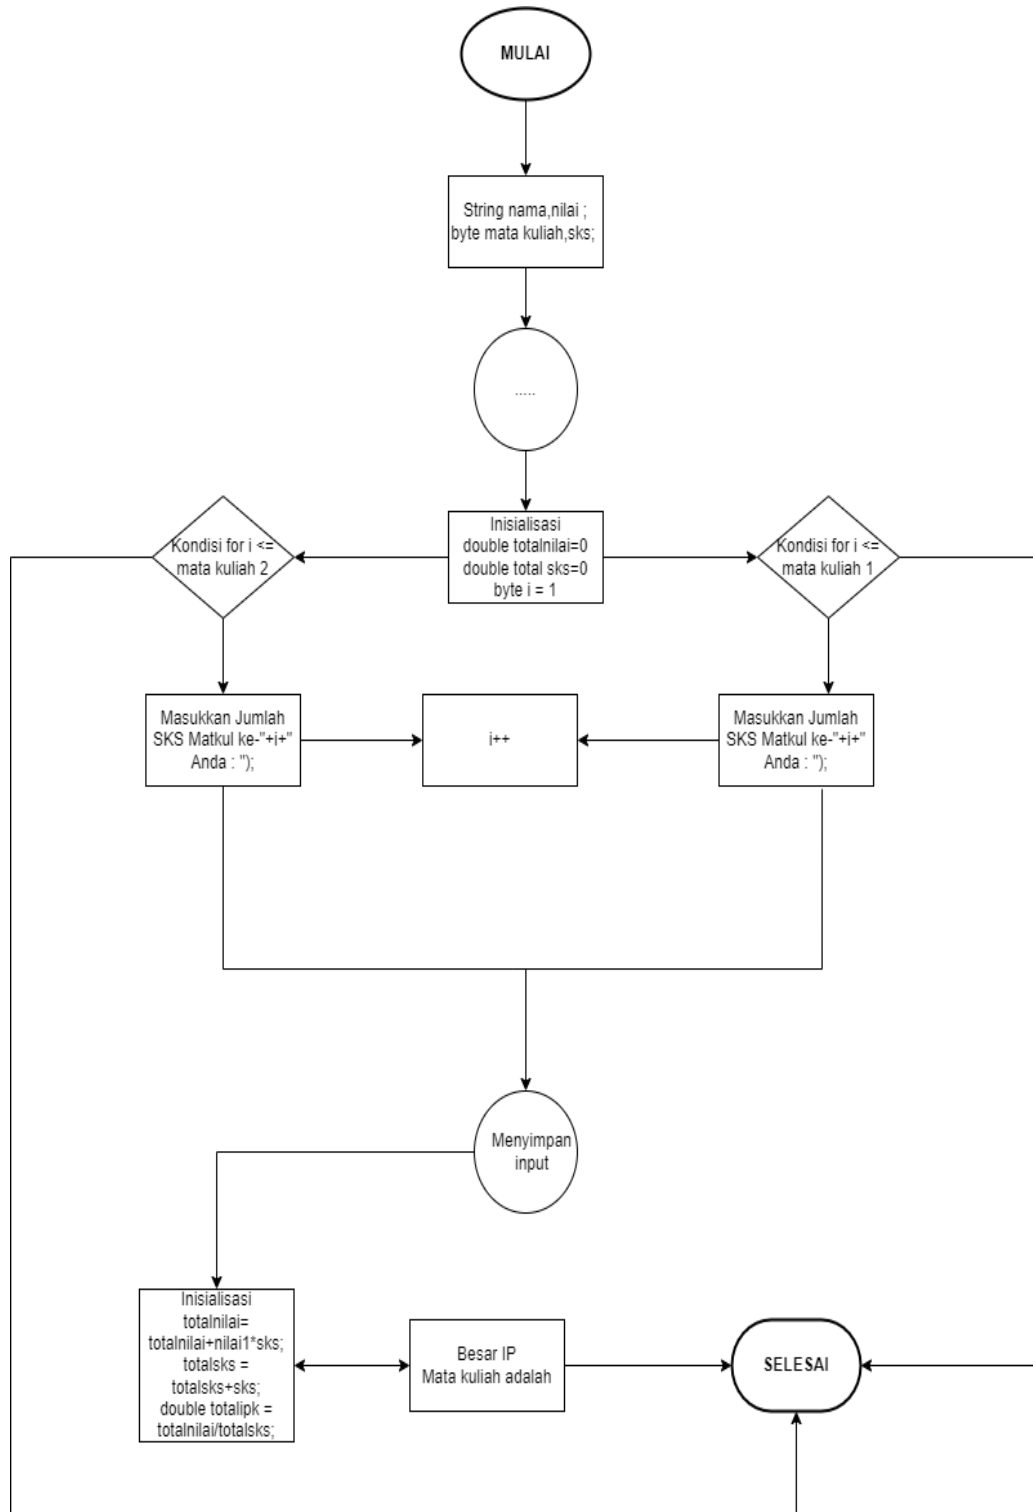 MULAI
String nama,nilai ;
byte mata kuliah,sks;
.....
Kondisi for i <=
mata kuliah 2
Inisialisasi
double totalnilai=0
double total sks=0
byte i = 1
Kondisi for i <=
mata kuliah 1
Masukkan Jumlah
SKS Matkul ke-"+i+"
Anda : ");
i++
Masukkan Jumlah
SKS Matkul ke-"+i+"
Anda : ");
Menyimpan
input
Inisialisasi
totalnilai=
totalnilai+nilai1*sks;
totalsks =
totalsks+sks;
double totalipk =
totalnilai/totalsks;
Besar IP
Mata kuliah adalah
SELESAI